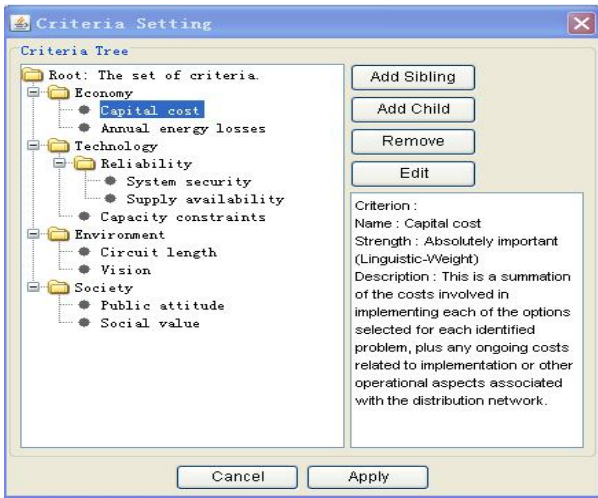 Criteria Setting
Criteria Tree
Root: The set of criteria.
Economy
Capital cost
Annual energy losses
Technology
Reliability
System security
Supply availability
Capacity constraints
Environment
Circuit length
Vision
Society
Public attitude
Social value
Add Sibling
Add Child
Remove
Edit
Criterion :
Name : Capital cost
Strength : Absolutely important
(Linguistic-Weight)
Description : This is a summation
of the costs involved in
implementing each of the options
selected for each identified
problem, plus any ongoing costs
related to implementation or other
operational aspects associated
with the distribution network.
Cancel
Apply